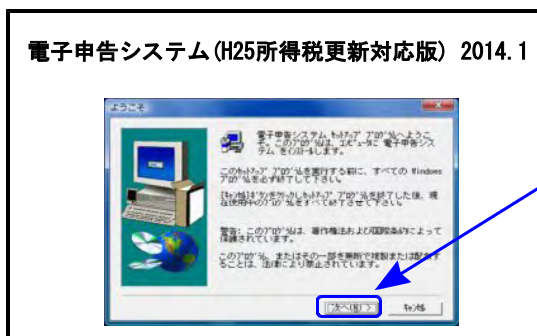 電子申告システム(H25所得税更新対応版) 2014.1
ようこそ
電子申告システム セットアップ プログラムへようこ
そ。このプログラムは、コンピュータに 電子申告シス
テム をインストールします。
このセットアップ プログラムを実行する前に、すべての Windows
プログラムを必ず終了して下さい。
[キャンセル]ボタンをクリックしセットアップ プログラムを終了した後、現
在使用中のプログラムをすべて終了させて下さい。
警告: このプログラムは、著作権法および国際条約によって
保護されています。
このプログラム、またはその一部を無断で複製または配布す
ることは、法律により禁止されています。
次へ(N) >
キャンセル